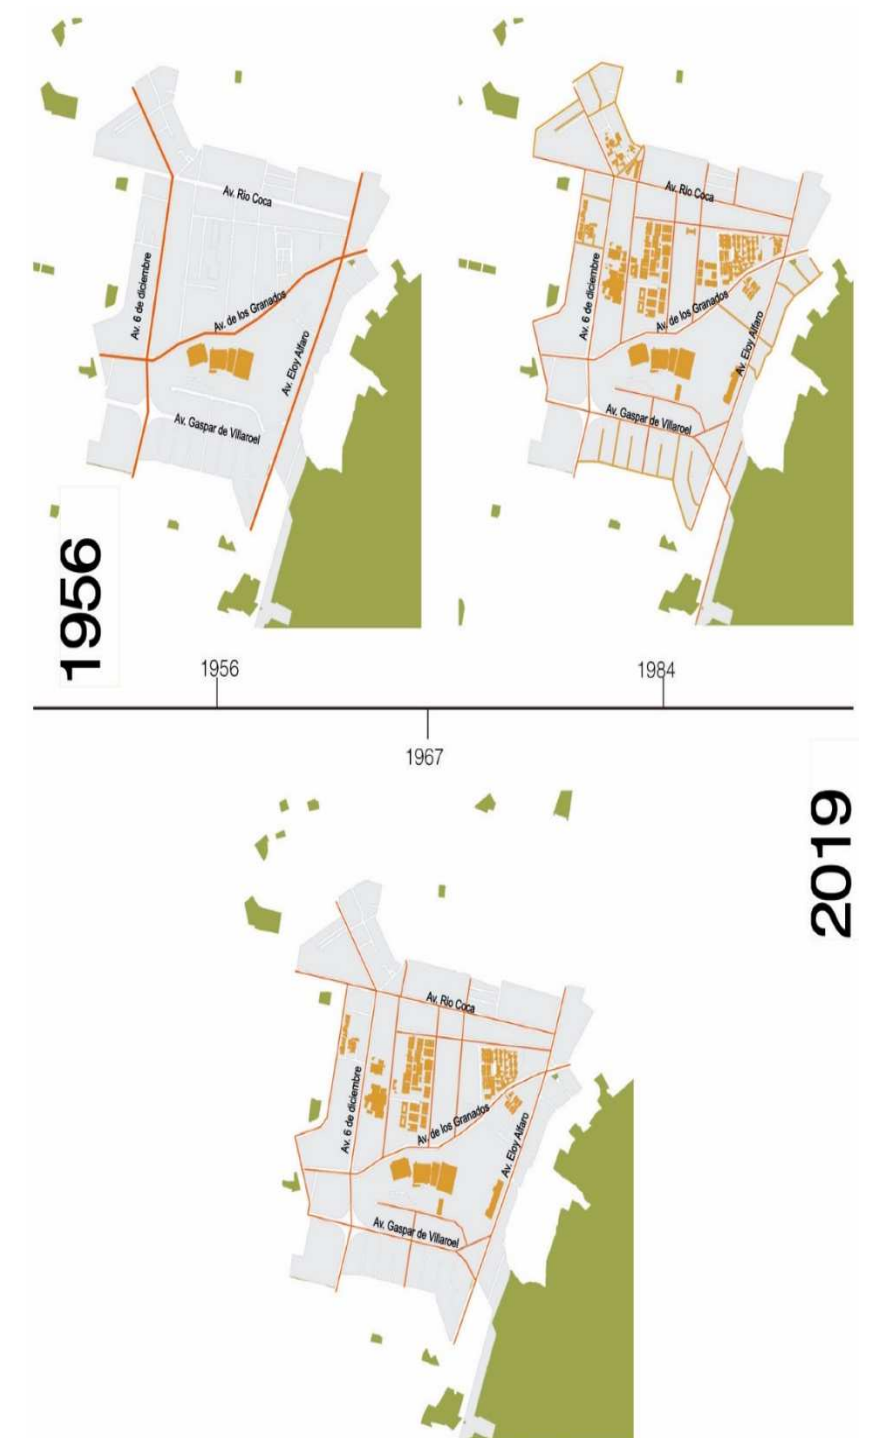 Av. Rio Coca
Av. 6 de diciembre
Av. de los Granados
Av. Eloy Alfaro
Av. Gaspar de Villaroel
1956
Av. Rio Coca
Av. 6 de diciembre
Av. de los Granados
Av. Eloy Alfaro
Av. Gaspar de Villaroel
1956
1984
1967
2019
Av. Rio Coca
Av. 6 de diciembre
Av. de los Granados
Av. Eloy Alfaro
Av. Gaspar de Villaroel